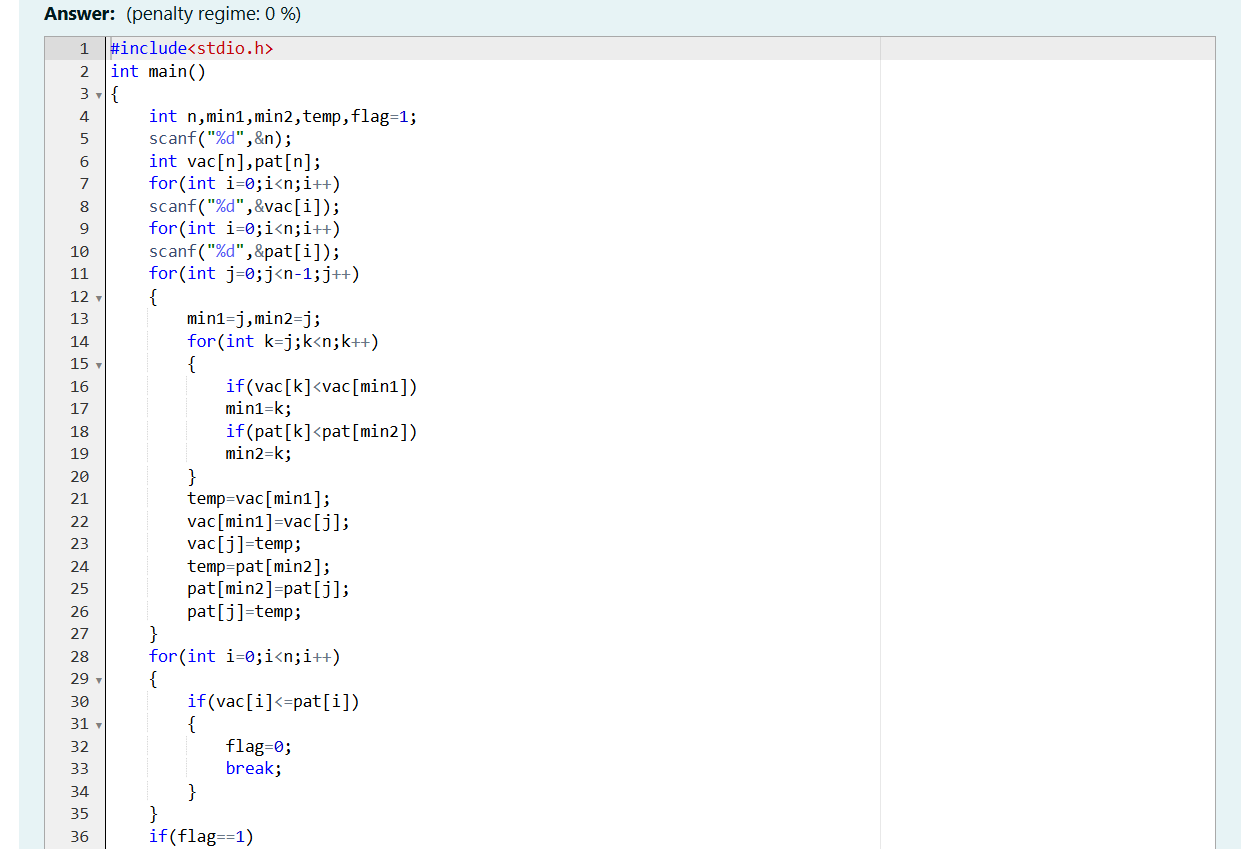 Answer: (penalty regime: 0 %)
1 #include<stdio.h>
2 int main()
3 {
4     int n,min1,min2,temp,flag=1;
5     scanf("%d",&n);
6     int vac[n],pat[n];
7     for(int i=0;i<n;i++)
8     scanf("%d",&vac[i]);
9     for(int i=0;i<n;i++)
10     scanf("%d",&pat[i]);
11     for(int j=0;j<n-1;j++)
12     {
13         min1=j,min2=j;
14         for(int k=j;k<n;k++)
15         {
16             if(vac[k]<vac[min1])
17             min1=k;
18             if(pat[k]<pat[min2])
19             min2=k;
20         }
21         temp=vac[min1];
22         vac[min1]=vac[j];
23         vac[j]=temp;
24         temp=pat[min2];
25         pat[min2]=pat[j];
26         pat[j]=temp;
27     }
28     for(int i=0;i<n;i++)
29     {
30         if(vac[i]<=pat[i])
31         {
32             flag=0;
33             break;
34         }
35     }
36     if(flag==1)